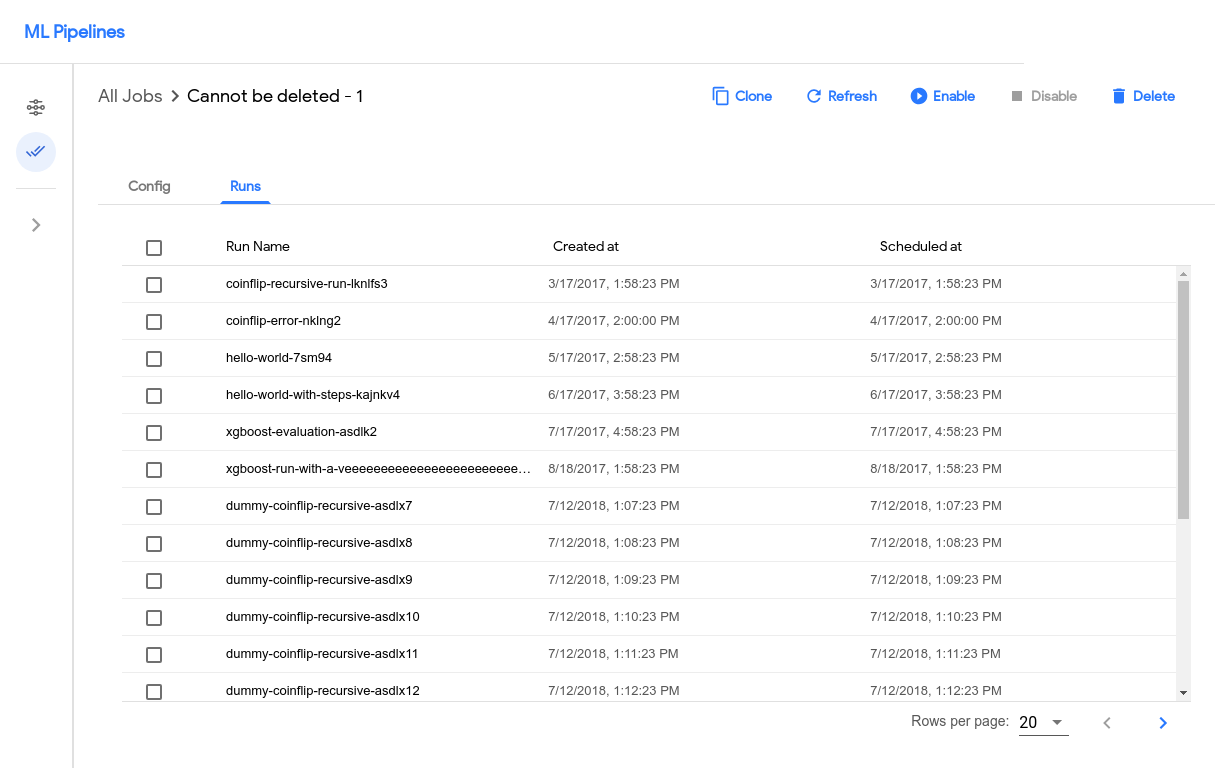 ML Pipelines
All Jobs > Cannot be deleted - 1
Clone Refresh Enable Disable Delete
Config Runs
Run Name Created at Scheduled at
coinflip-recursive-run-lknlfs3 3/17/2017, 1:58:23 PM 3/17/2017, 1:58:23 PM
coinflip-error-nklng2 4/17/2017, 2:00:00 PM 4/17/2017, 2:00:00 PM
hello-world-7sm94 5/17/2017, 2:58:23 PM 5/17/2017, 2:58:23 PM
hello-world-with-steps-kajnkv4 6/17/2017, 3:58:23 PM 6/17/2017, 3:58:23 PM
xgboost-evaluation-asdlk2 7/17/2017, 4:58:23 PM 7/17/2017, 4:58:23 PM
xgboost-run-with-a-veeeeeeeeeeeeeeeeeeeeeeee… 8/18/2017, 1:58:23 PM 8/18/2017, 1:58:23 PM
dummy-coinflip-recursive-asdlx7 7/12/2018, 1:07:23 PM 7/12/2018, 1:07:23 PM
dummy-coinflip-recursive-asdlx8 7/12/2018, 1:08:23 PM 7/12/2018, 1:08:23 PM
dummy-coinflip-recursive-asdlx9 7/12/2018, 1:09:23 PM 7/12/2018, 1:09:23 PM
dummy-coinflip-recursive-asdlx10 7/12/2018, 1:10:23 PM 7/12/2018, 1:10:23 PM
dummy-coinflip-recursive-asdlx11 7/12/2018, 1:11:23 PM 7/12/2018, 1:11:23 PM
dummy-coinflip-recursive-asdlx12 7/12/2018, 1:12:23 PM 7/12/2018, 1:12:23 PM
Rows per page: 20